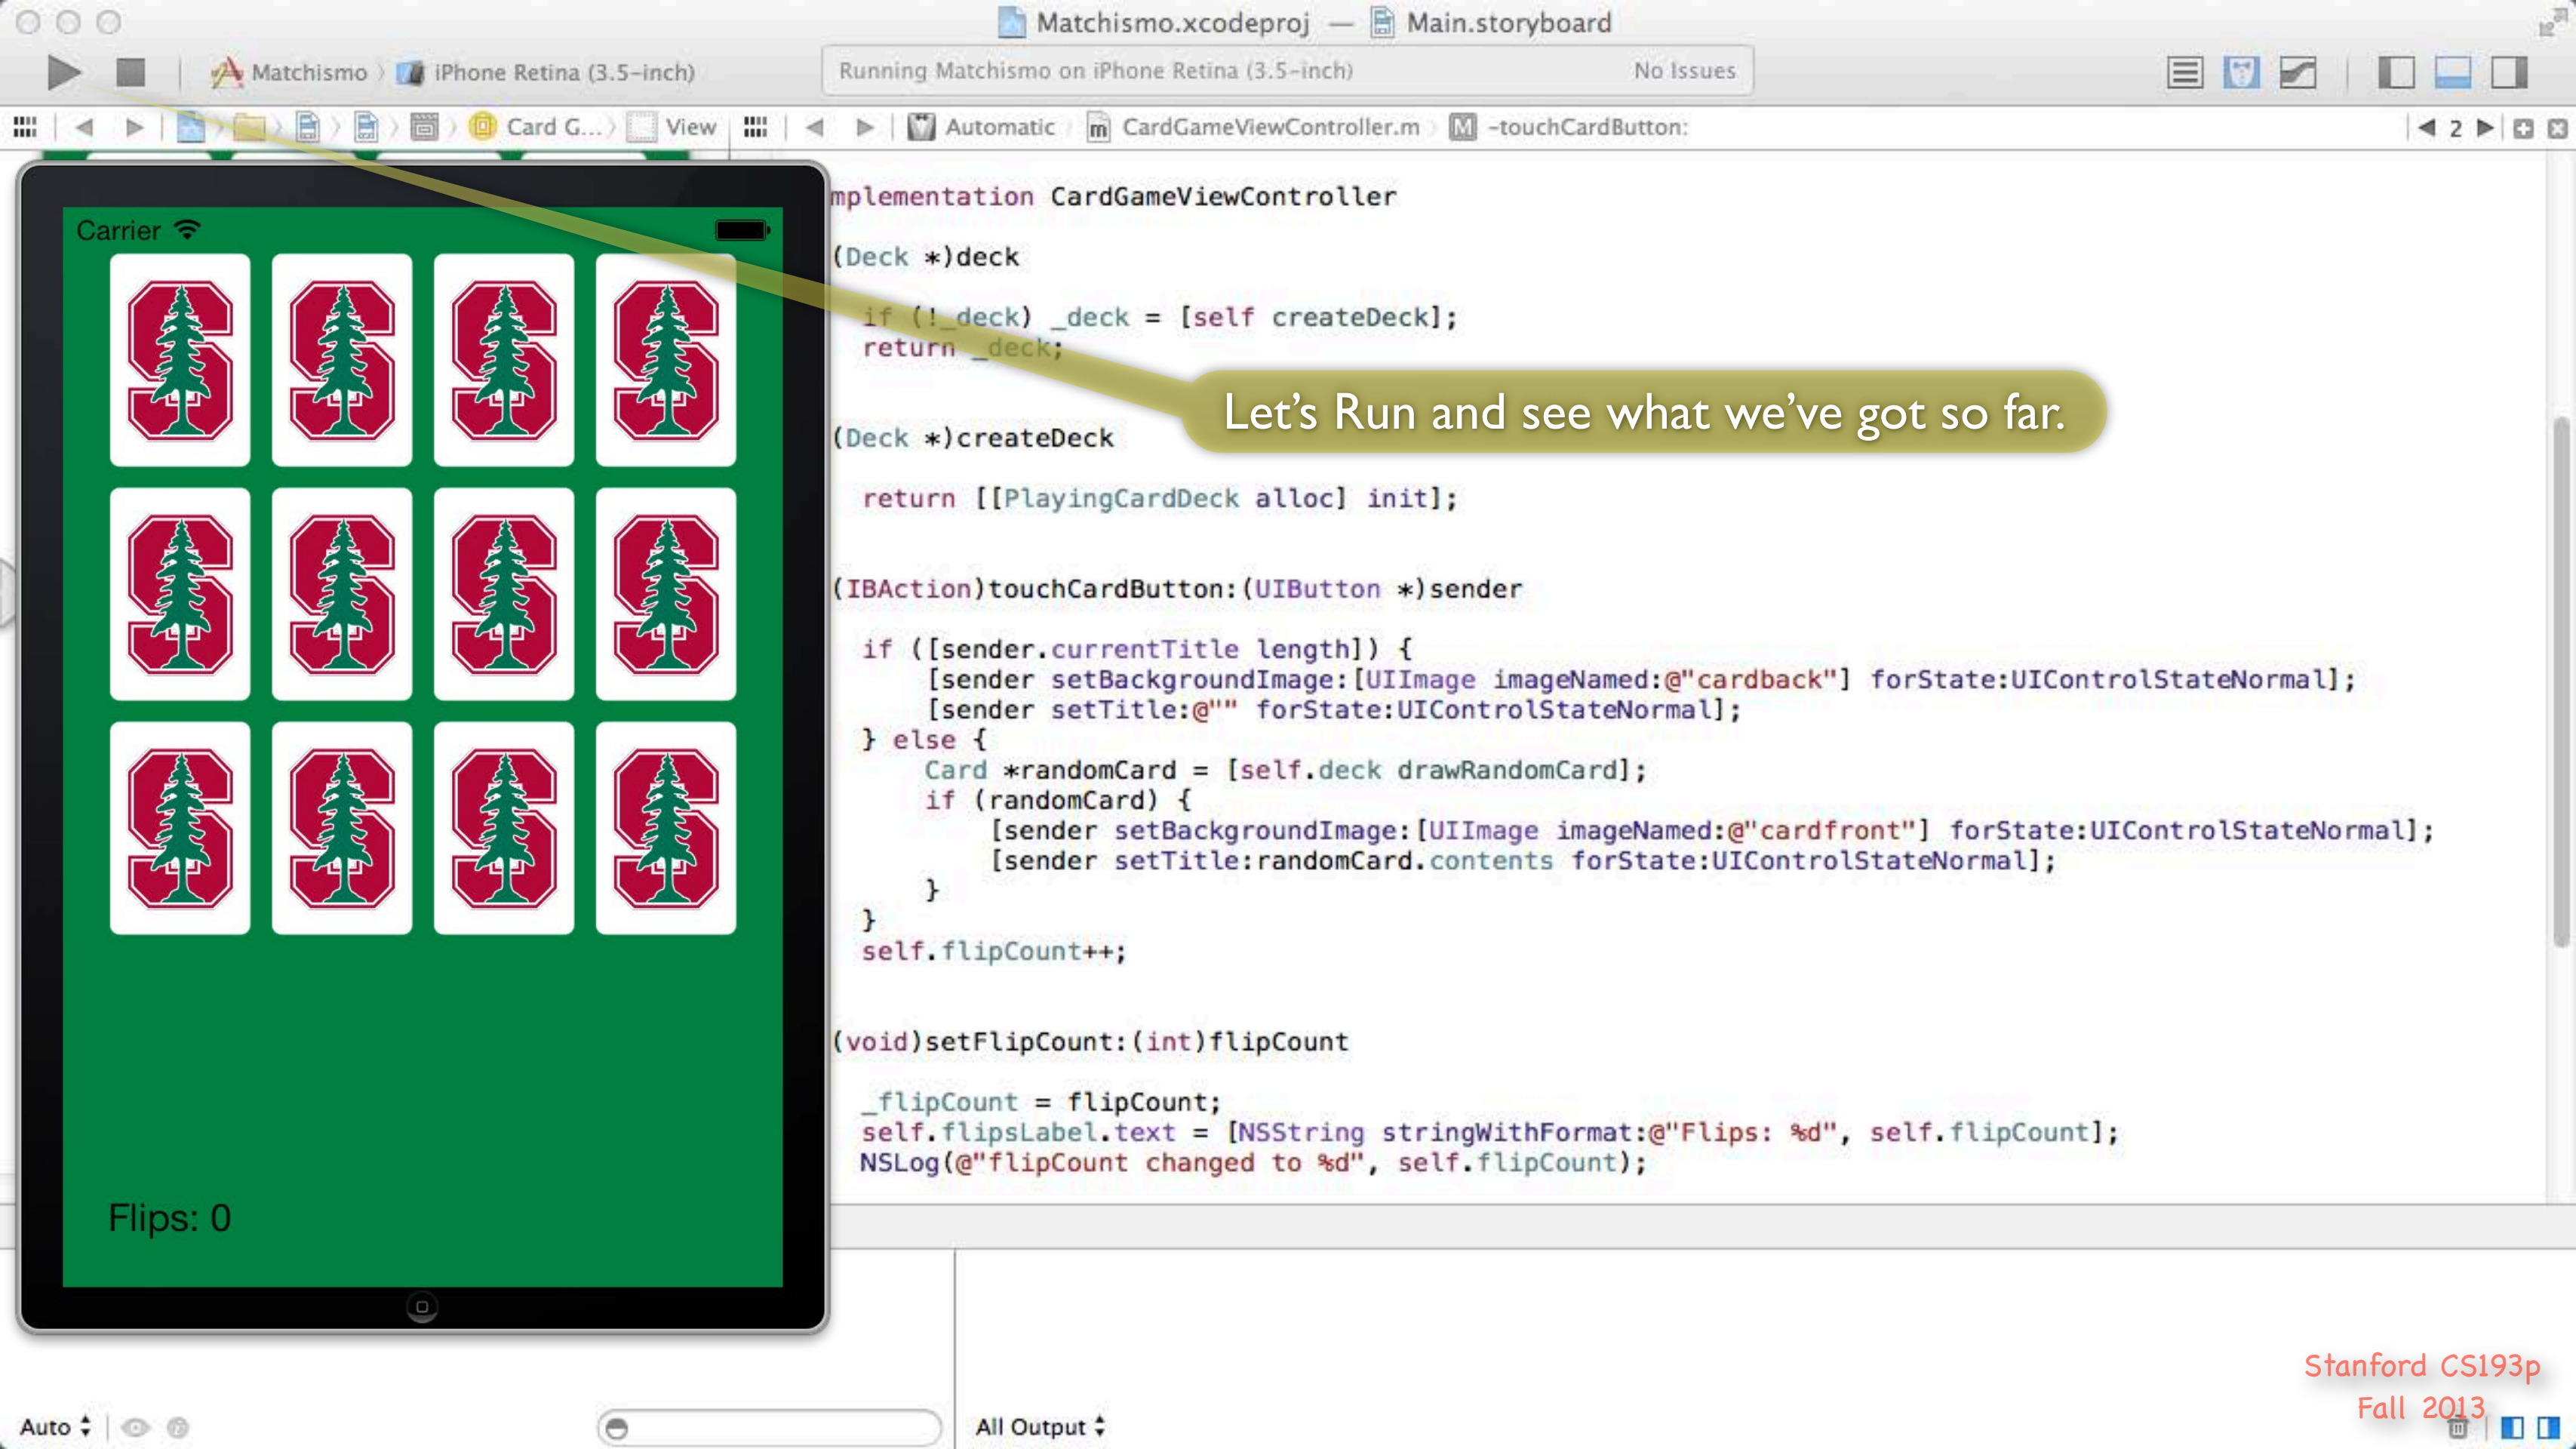 Matchismo.xcodeproj — Main.storyboard
Matchismo iPhone Retina (3.5-inch)
Running Matchismo on iPhone Retina (3.5-inch) No Issues
Card G... View
Automatic CardGameViewController.m -touchCardButton:
2
Carrier
Flips: 0
mplementation CardGameViewController
(Deck *)deck
if (!_deck) _deck = [self createDeck];
return _deck;
Let's Run and see what we've got so far.
(Deck *)createDeck
return [[PlayingCardDeck alloc] init];
(IBAction)touchCardButton:(UIButton *)sender
if ([sender.currentTitle length]) {
[sender setBackgroundImage:[UIImage imageNamed:@"cardback"] forState:UIControlStateNormal];
[sender setTitle:@"" forState:UIControlStateNormal];
} else {
Card *randomCard = [self.deck drawRandomCard];
if (randomCard) {
[sender setBackgroundImage:[UIImage imageNamed:@"cardfront"] forState:UIControlStateNormal];
[sender setTitle:randomCard.contents forState:UIControlStateNormal];
}
}
self.flipCount++;
(void)setFlipCount:(int)flipCount
_flipCount = flipCount;
self.flipsLabel.text = [NSString stringWithFormat:@"Flips: %d", self.flipCount];
NSLog(@"flipCount changed to %d", self.flipCount);
Auto
All Output
Stanford CS193p
Fall 2013